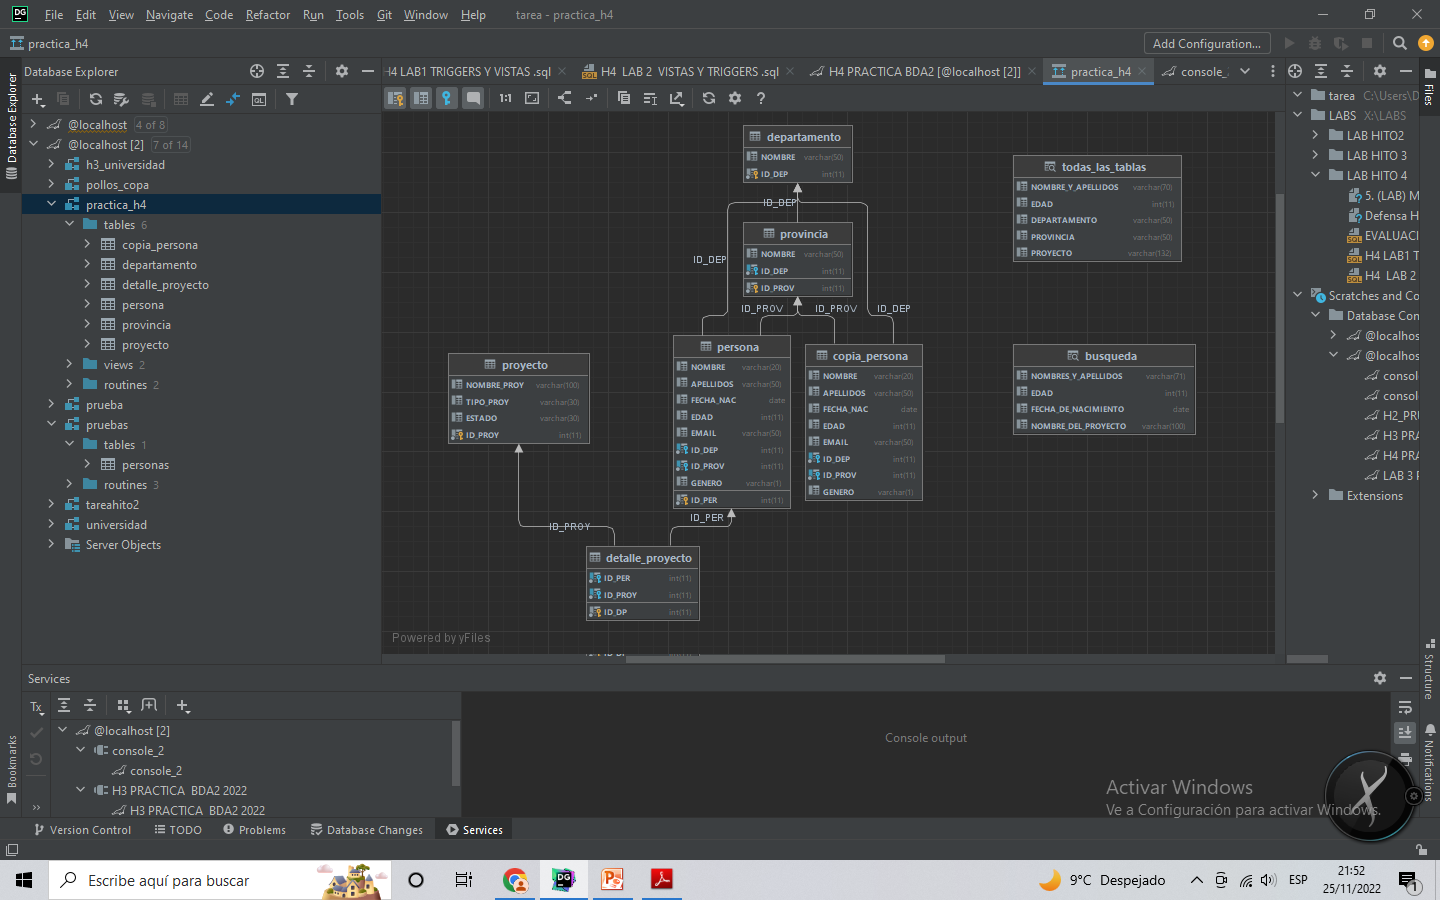 DG File Edit View Navigate Code Refactor Run Tools Git Window Help tarea - practica_h4
practica_h4 Add Configuration...
Database Explorer
H4 LAB1 TRIGGERS Y VISTAS .sql H4 LAB 2 VISTAS Y TRIGGERS .sql H4 PRACTICA BDA2 [@localhost [2]] practica_h4 console_
Database Explorer
@localhost 4 of 8
@localhost [2] 7 of 14
h3_universidad
pollos_copa
practica_h4
tables 6
copia_persona
departamento
detalle_proyecto
persona
provincia
proyecto
views 2
routines 2
prueba
pruebas
tables 1
personas
routines 3
tareahito2
universidad
Server Objects
Bookmarks
1:1
departamento
NOMBRE varchar(50)
ID_DEP int(11)
ID_DEP
provincia
NOMBRE varchar(50)
ID_DEP int(11)
ID_PROV int(11)
ID_DEP
ID_PROV
ID_PROV
ID_DEP
persona
NOMBRE varchar(20)
APELLIDOS varchar(50)
FECHA_NAC date
EDAD int(11)
EMAIL varchar(50)
ID_DEP int(11)
ID_PROV int(11)
GENERO varchar(1)
ID_PER int(11)
copia_persona
NOMBRE varchar(20)
APELLIDOS varchar(50)
FECHA_NAC date
EDAD int(11)
EMAIL varchar(50)
ID_DEP int(11)
ID_PROV int(11)
GENERO varchar(1)
proyecto
NOMBRE_PROY varchar(100)
TIPO_PROY varchar(30)
ESTADO varchar(30)
ID_PROY int(11)
ID_PROY
ID_PER
detalle_proyecto
ID_PER int(11)
ID_PROY int(11)
ID_DP int(11)
todas_las_tablas
NOMBRE_Y_APELLIDOS varchar(70)
EDAD int(11)
DEPARTAMENTO varchar(50)
PROVINCIA varchar(50)
PROYECTO varchar(132)
busqueda
NOMBRES_Y_APELLIDOS varchar(71)
EDAD int(11)
FECHA_DE_NACIMIENTO date
NOMBRE_DEL_PROYECTO varchar(100)
Powered by yFiles
tarea C:\Users\D
LABS X:\LABS
LAB HITO2
LAB HITO 3
LAB HITO 4
5. (LAB) M
Defensa H
EVALUACI
H4 LAB1 T
H4 LAB 2
Scratches and Co
Database Con
@localhos
@localhos
consol
consol
H2_PRU
H3 PRA
H4 PRA
LAB 3 P
Extensions
Files
Structure
Notifications
Services
Tx
@localhost [2]
console_2
console_2
H3 PRACTICA BDA2 2022
H3 PRACTICA BDA2 2022
Console output
Activar Windows
Ve a Configuración para activar Windows.
Version Control TODO Problems Database Changes Services
Escribe aquí para buscar
DG
9°C Despejado
ESP
21:52
25/11/2022
1